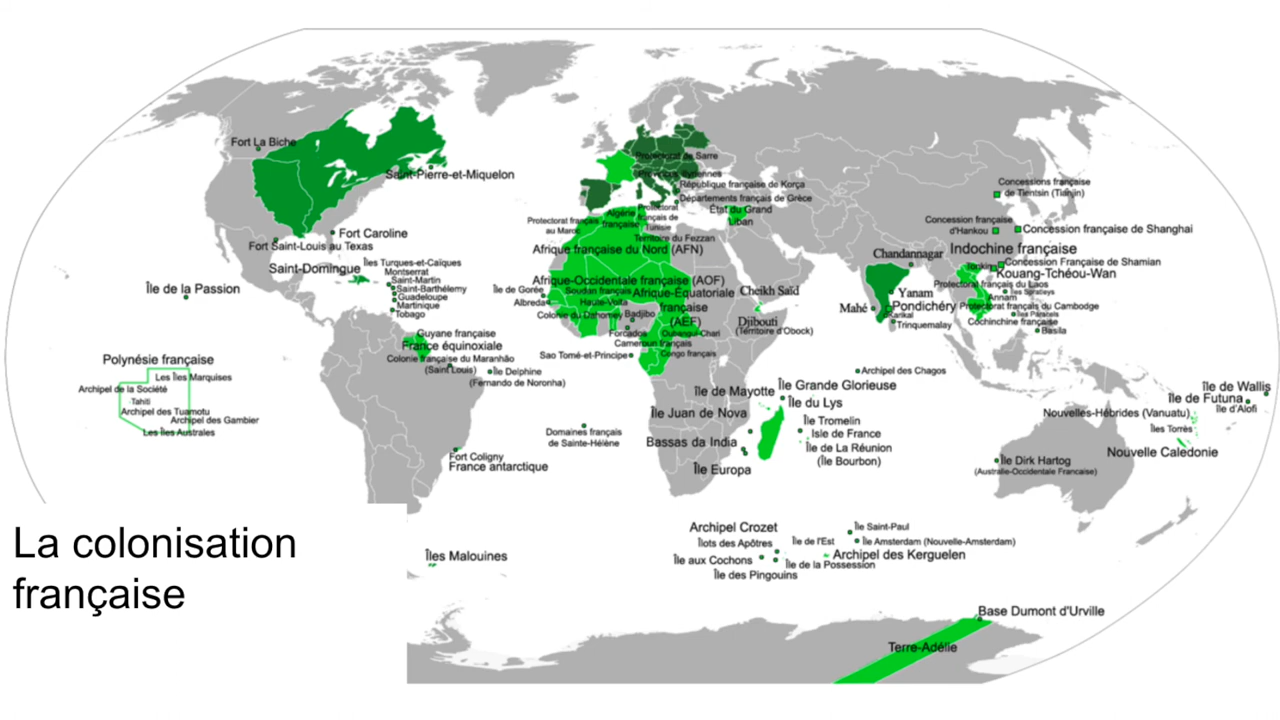 Fort La Biche
Saint-Pierre-et-Miquelon
Fort Caroline
Fort Saint-Louis au Texas
Saint-Domingue
Îles Turques-et-Caïques
Montserrat
Saint-Martin
Saint-Barthélemy
Guadeloupe
Martinique
Tobago
Île de la Passion
Guyane française
France équinoxiale
Colonie française du Maranhão
(Saint Louis)
Île Delphine
(Fernando de Noronha)
Polynésie française
Les Îles Marquises
Archipel de la Société
Tahiti
Archipel des Tuamotu
Archipel des Gambier
Les Îles Australes
Fort Coligny
France antarctique
Domaines français
de Sainte-Hélène
Îles Malouines
Protectorat de Sarre
Provinces Illyriennes
République française de Korça
Départements français de Grèce
État du Grand
Liban
Protectorat français
au Maroc
Algérie
française
Protectorat
français de
Tunisie
Territoire du Fezzan
Afrique française du Nord (AFN)
Afrique-Occidentale française (AOF)
Île de Gorée
Albreda
Soudan français
Haute-Volta
Colonie du Dahomey
Badjibo
Forcados
Afrique-Équatoriale
française
(AEF)
Oubangui-Chari
Cameroun français
Congo français
Sao Tomé-et-Principe
Cheikh Saïd
Djibouti
(Territoire d'Obock)
Chandannagar
Yanam
Mahé
Pondichéry
Karikal
Trinquemalay
Concessions française
de Tientsin (Tianjin)
Concession française
d'Hankou
Concession française de Shanghai
Indochine française
Concession Française de Shamian
Tonkin
Kouang-Tchéou-Wan
Protectorat français du Laos
Îles Spratleys
Annam
Protectorat français du Cambodge
Îles Paracels
Cochinchine française
Basila
Archipel des Chagos
Île de Mayotte
Île Grande Glorieuse
Île du Lys
Île Juan de Nova
Île Tromelin
Isle de France
Bassas da India
Île de La Réunion
(Île Bourbon)
Île Europa
Île de Wallis
Île de Futuna
Île d'Alofi
Nouvelles-Hébrides (Vanuatu)
Îles Torrès
Nouvelle Caledonie
Île Dirk Hartog
(Australie-Occidentale Francaise)
Archipel Crozet
Îlots des Apôtres
Île de l'Est
Île Saint-Paul
Île Amsterdam (Nouvelle-Amsterdam)
Île aux Cochons
Archipel des Kerguelen
Île de la Possession
Île des Pingouins
Base Dumont d'Urville
Terre-Adélie
La colonisation
française